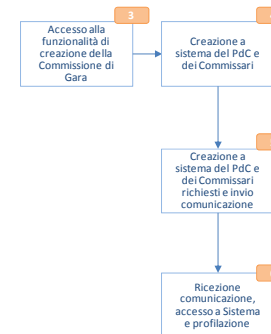 3
Accesso alla
funzionalità di
creazione della
Commissione di
Gara
Creazione a
sistema del PdC e
dei Commissari
Creazione a
sistema del PdC e
dei Commissari
richiesti e invio
comunicazione
Ricezione
comunicazione,
accesso a Sistema
e profilazione